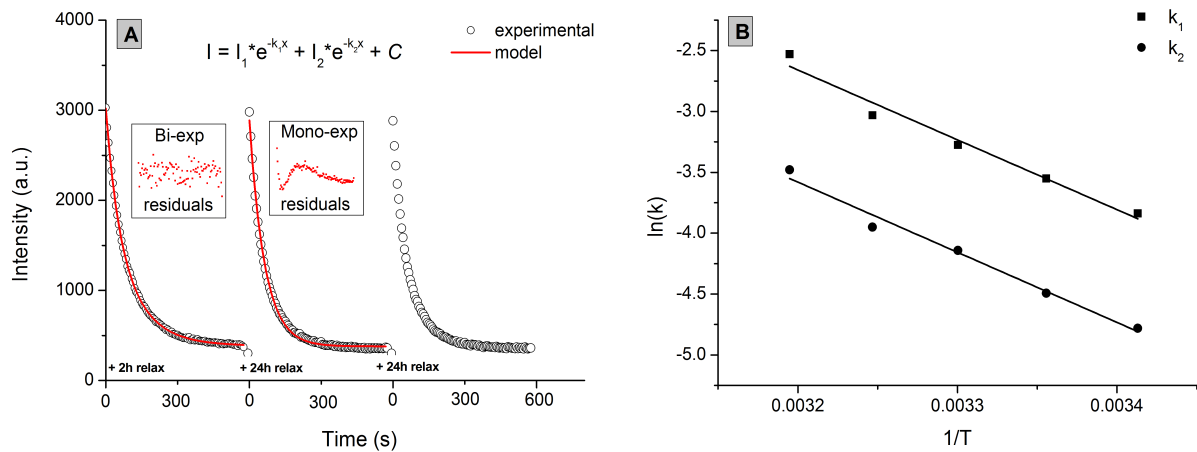 A
I = I1*e-k1x + I2*e-k2x + C
experimental
model
Bi-exp
residuals
Mono-exp
residuals
+ 2h relax
+ 24h relax
+ 24h relax
4000
3000
2000
1000
0
0
300
0
300
0
300
600
Intensity (a.u.)
Time (s)
B
k1
k2
-2.5
-3.0
-3.5
-4.0
-4.5
-5.0
0.0032
0.0033
0.0034
ln(k)
1/T